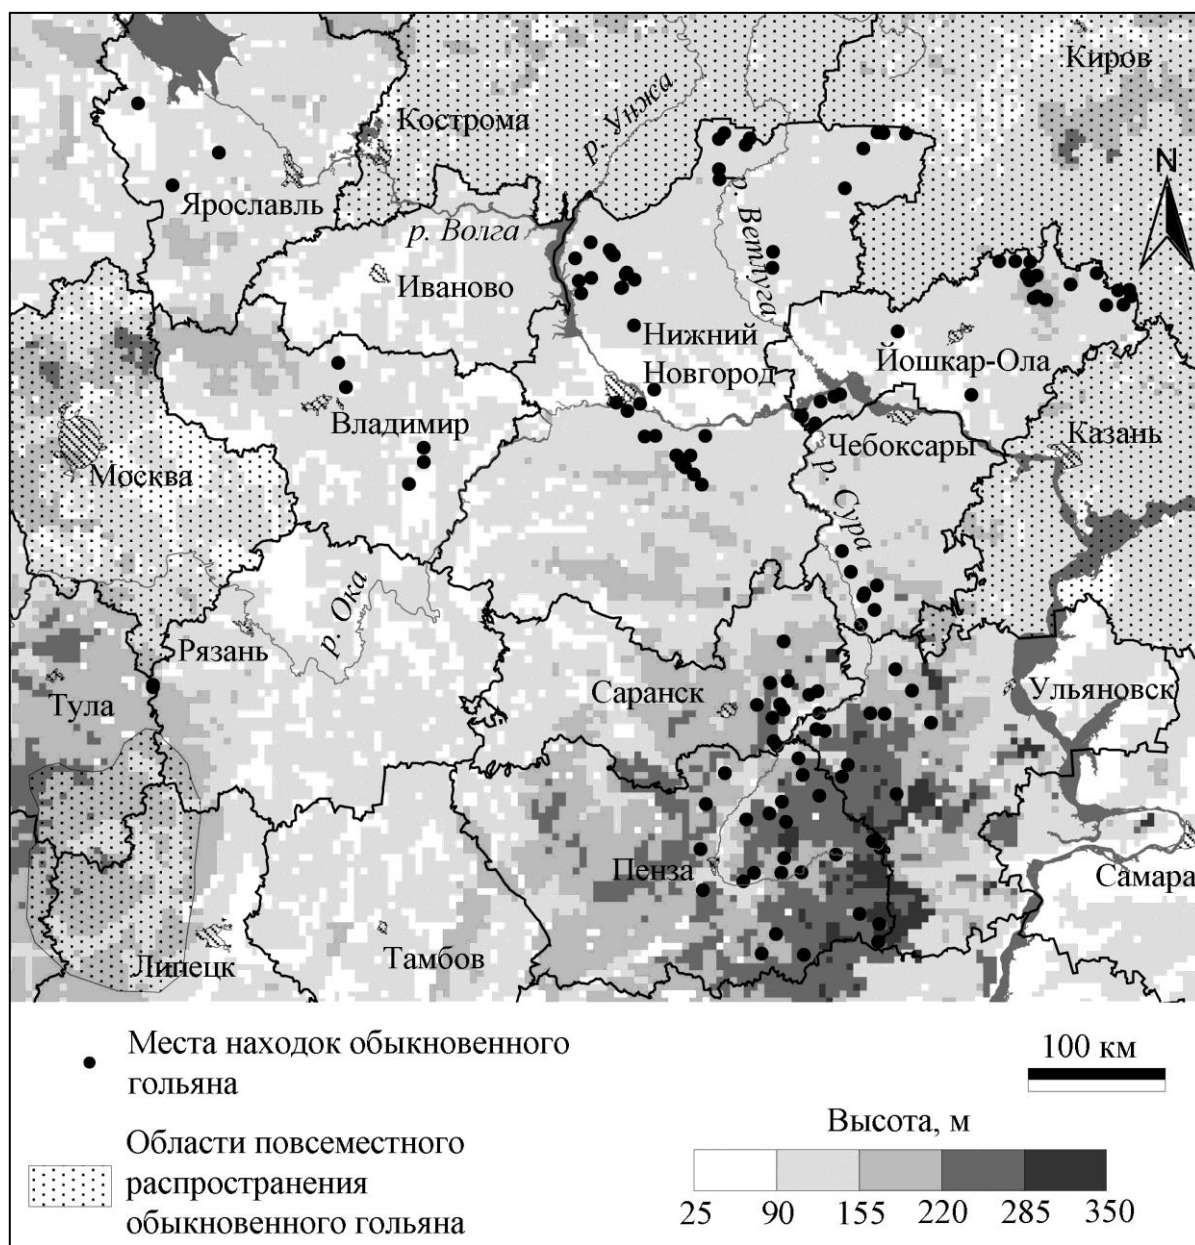 Киров
Кострома
р. Унжа
N
Ярославль
р. Волга
р. Ветлуга
Иваново
Нижний
Новгород
Йошкар-Ола
Владимир
Чебоксары
Казань
Москва
р. Сура
р. Ока
Рязань
Тула
Саранск
Ульяновск
Пенза
Самара
Липецк
Тамбов
Места находок обыкновенного
гольяна
100 км
Области повсеместного
распространения
обыкновенного гольяна
Высота, м
25 90 155 220 285 350